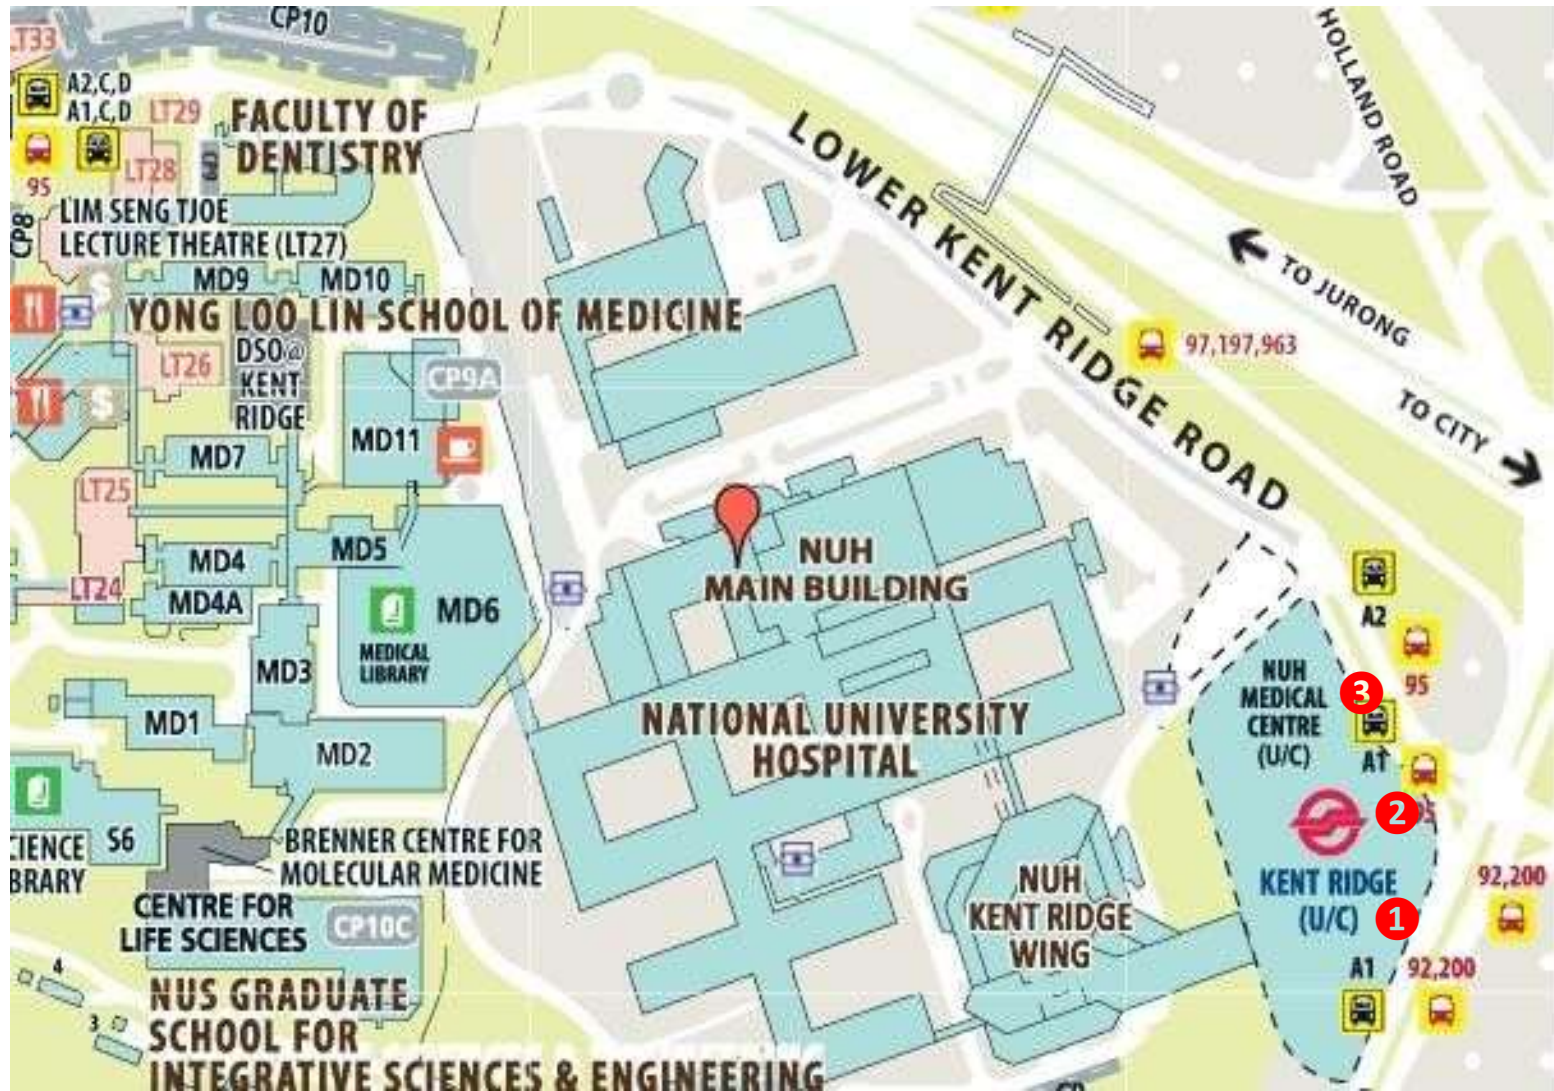 CP10
LT33
A2,C,D
A1,C,D
LT29
FACULTY OF
DENTISTRY
95
LT28
CP8
LIM SENG TJOE
LECTURE THEATRE (LT27)
MD9
MD10
YONG LOO LIN SCHOOL OF MEDICINE
S
DSO@
KENT
RIDGE
LT26
CP9A
S
MD11
MD7
LT25
MD5
MD4
LT24
MD4A
MD6
MEDICAL
LIBRARY
MD3
MD1
MD2
S6
BRENNER CENTRE FOR
MOLECULAR MEDICINE
CENTRE FOR
LIFE SCIENCES
CP10C
4
3
NUS GRADUATE
SCHOOL FOR
INTEGRATIVE SCIENCES & ENGINEERING
LOWER KENT RIDGE ROAD
HOLLAND ROAD
TO JURONG
TO CITY
97,197,963
NUH
MAIN BUILDING
NATIONAL UNIVERSITY
HOSPITAL
NUH
KENT RIDGE
WING
A2
95
NUH
MEDICAL
CENTRE
(U/C)
3
A1
2
KENT RIDGE
(U/C)
1
92,200
A1
92,200